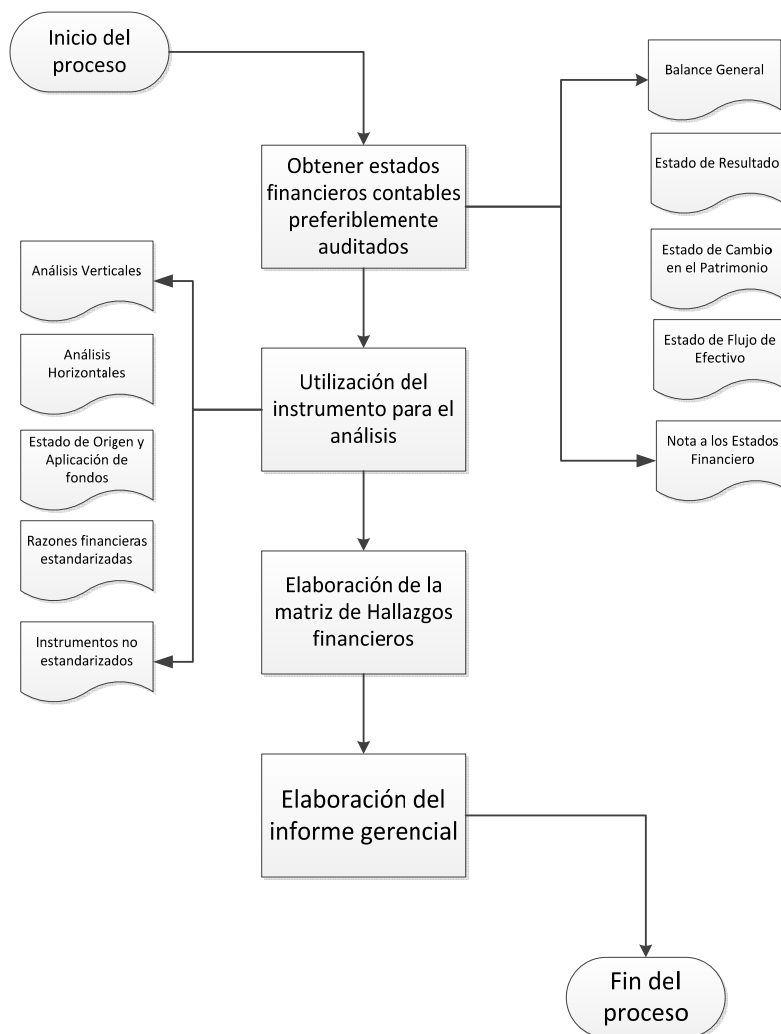 Inicio del
proceso
Obtener estados
financieros contables
preferiblemente
auditados
Balance General
Estado de Resultado
Estado de Cambio
en el Patrimonio
Estado de Flujo de
Efectivo
Nota a los Estados
Financiero
Utilización del
instrumento para el
análisis
Análisis Verticales
Análisis
Horizontales
Estado de Origen y
Aplicación de
fondos
Razones financieras
estandarizadas
Instrumentos no
estandarizados
Elaboración de la
matriz de Hallazgos
financieros
Elaboración del
informe gerencial
Fin del
proceso